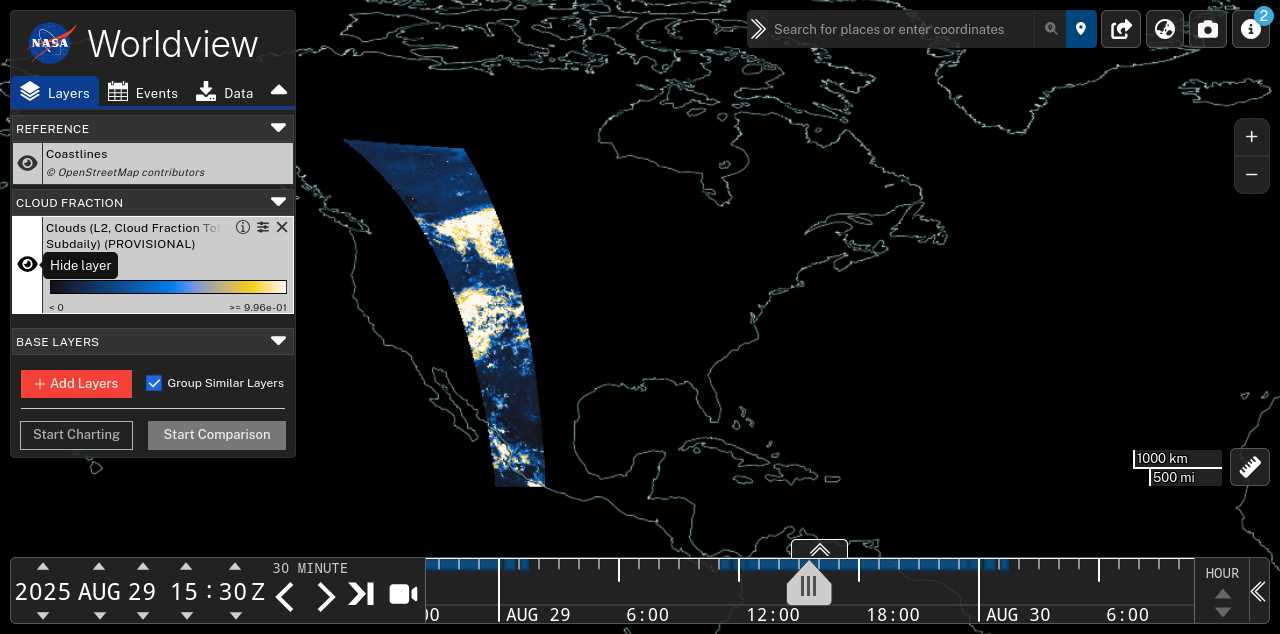 NASA
Worldview
Layers
Events
Data
REFERENCE
Coastlines
© OpenStreetMap contributors
CLOUD FRACTION
Clouds (L2, Cloud Fraction Tot
Subdaily) (PROVISIONAL)
Hide layer
< 0
>= 9.96e-01
BASE LAYERS
+ Add Layers
Group Similar Layers
Start Charting
Start Comparison
Search for places or enter coordinates
2
+
−
1000 km
500 mi
2025 AUG 29 15 : 30 Z
30 MINUTE
AUG 29
6:00
12:00
18:00
AUG 30
6:00
HOUR